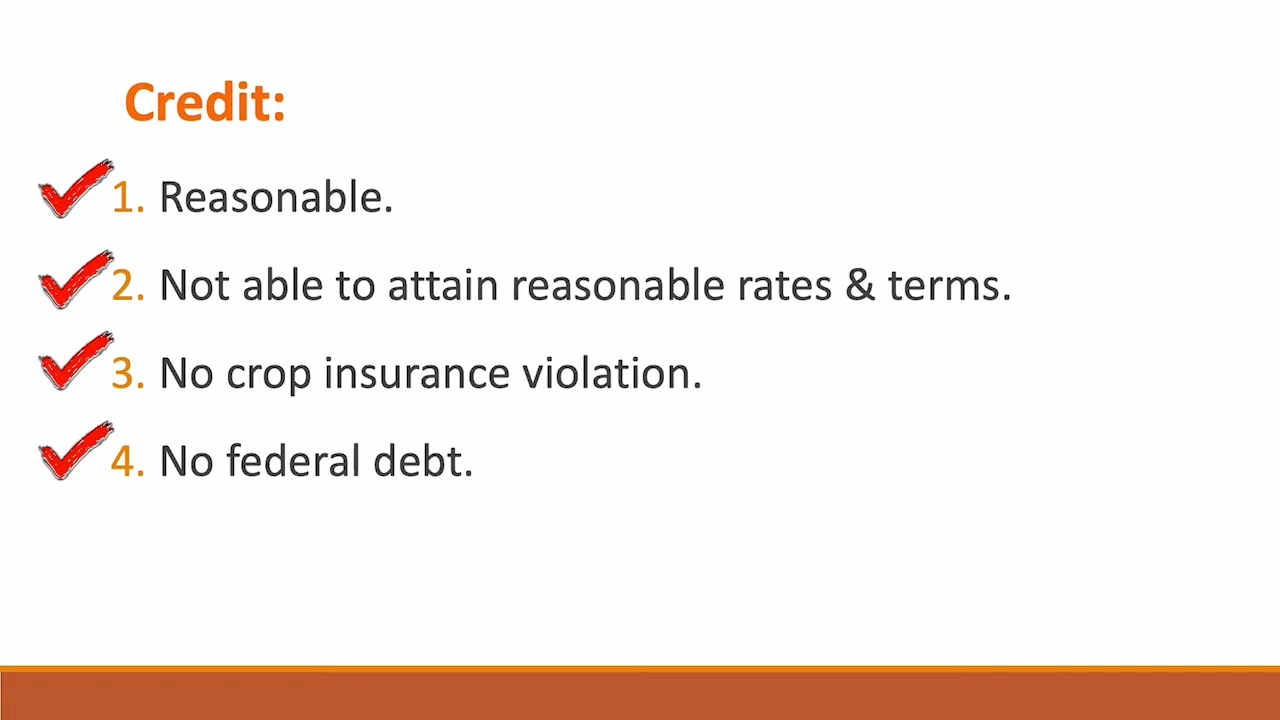 Credit:
1. Reasonable.
2. Not able to attain reasonable rates & terms.
3. No crop insurance violation.
4. No federal debt.